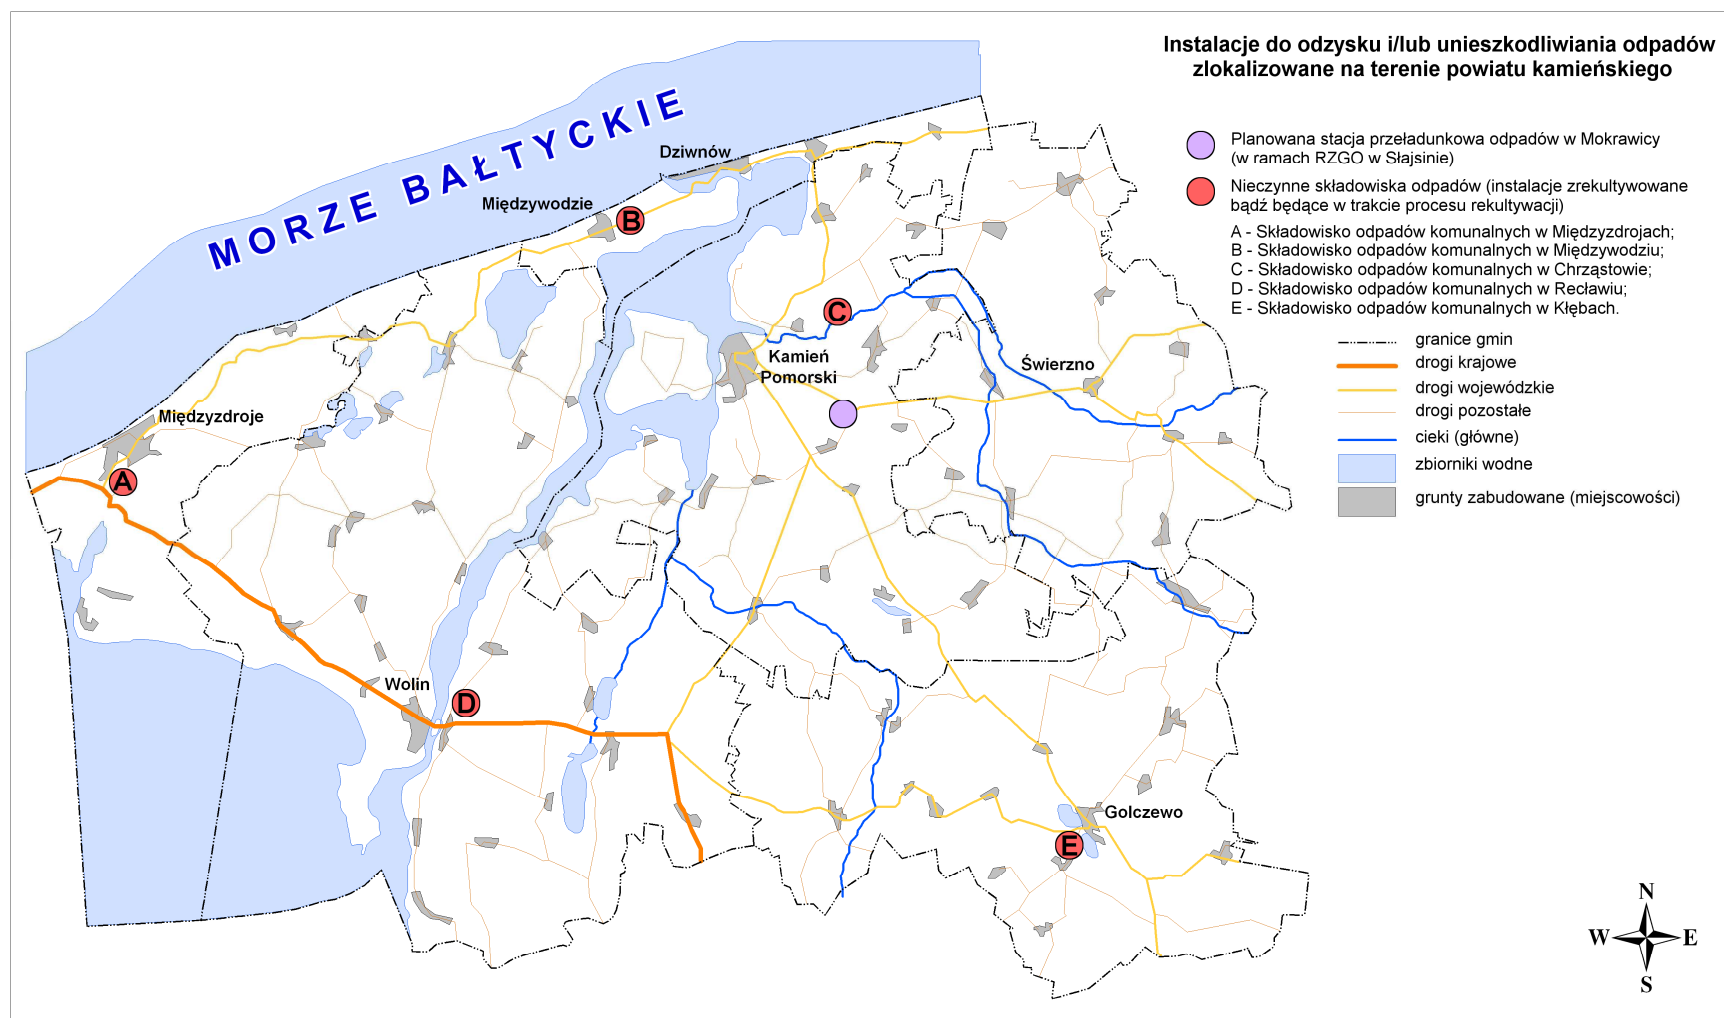 Instalacje do odzysku i/lub unieszkodliwiania odpadów
zlokalizowane na terenie powiatu kamieńskiego
Planowana stacja przeładunkowa odpadów w Mokrawicy
(w ramach RZGO w Słajsinie)
Nieczynne składowiska odpadów (instalacje zrekultywowane
bądź będące w trakcie procesu rekultywacji)
A - Składowisko odpadów komunalnych w Międzyzdrojach;
B - Składowisko odpadów komunalnych w Międzywodziu;
C - Składowisko odpadów komunalnych w Chrząstowie;
D - Składowisko odpadów komunalnych w Recławiu;
E - Składowisko odpadów komunalnych w Kłębach.
granice gmin
drogi krajowe
drogi wojewódzkie
drogi pozostałe
cieki (główne)
zbiorniki wodne
grunty zabudowane (miejscowości)
MORZE BAŁTYCKIE
Dziwnów
Międzywodzie
B
C
Kamień
Pomorski
Świerzno
Międzyzdroje
A
Wolin
D
Golczewo
E
N
W E
S